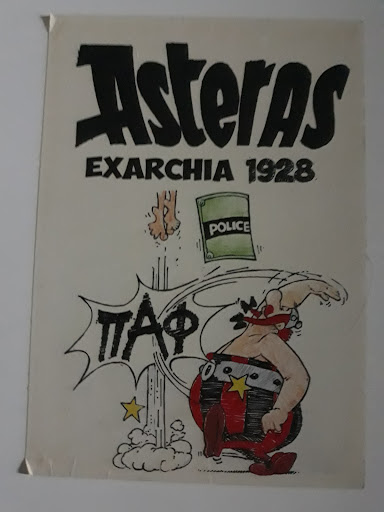 Asteras
EXARCHIA 1928
POLICE
ΠΑΦ